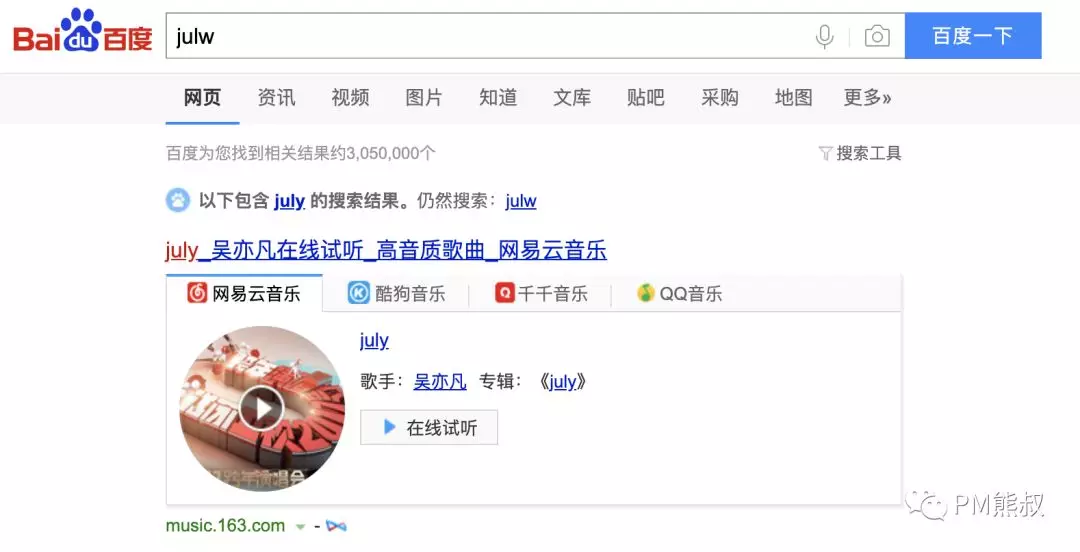 Bai du 百度 julw 百度一下
网页 资讯 视频 图片 知道 文库 贴吧 采购 地图 更多»
百度为您找到相关结果约3,050,000个 搜索工具
以下包含 july 的搜索结果。仍然搜索：julw
july_吴亦凡在线试听_高音质歌曲_网易云音乐
网易云音乐 酷狗音乐 千千音乐 QQ音乐
july
歌手：吴亦凡 专辑：《july》
在线试听
跨年演唱会
music.163.com -
PM熊叔